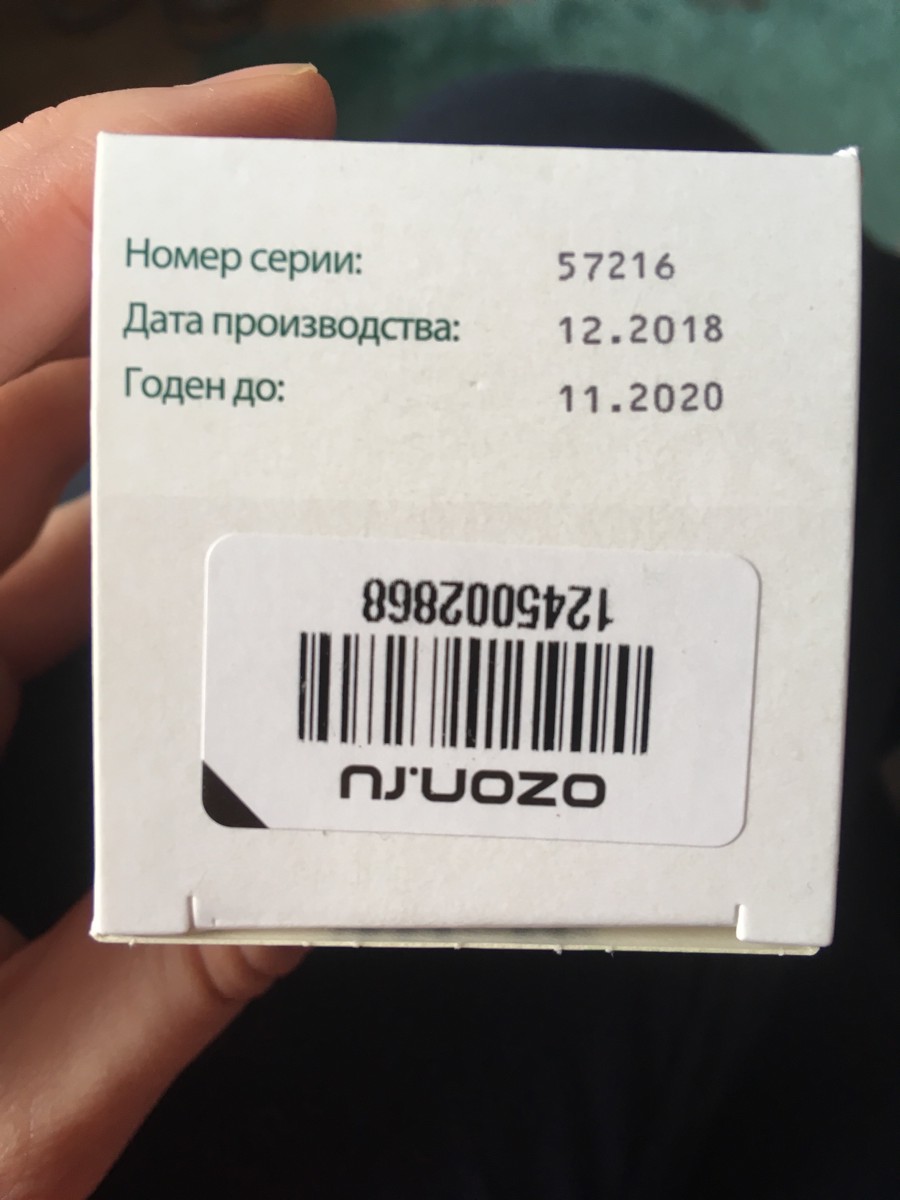 Номер серии: 57216
Дата производства: 12.2018
Годен до: 11.2020
ozon.ru
1245002868